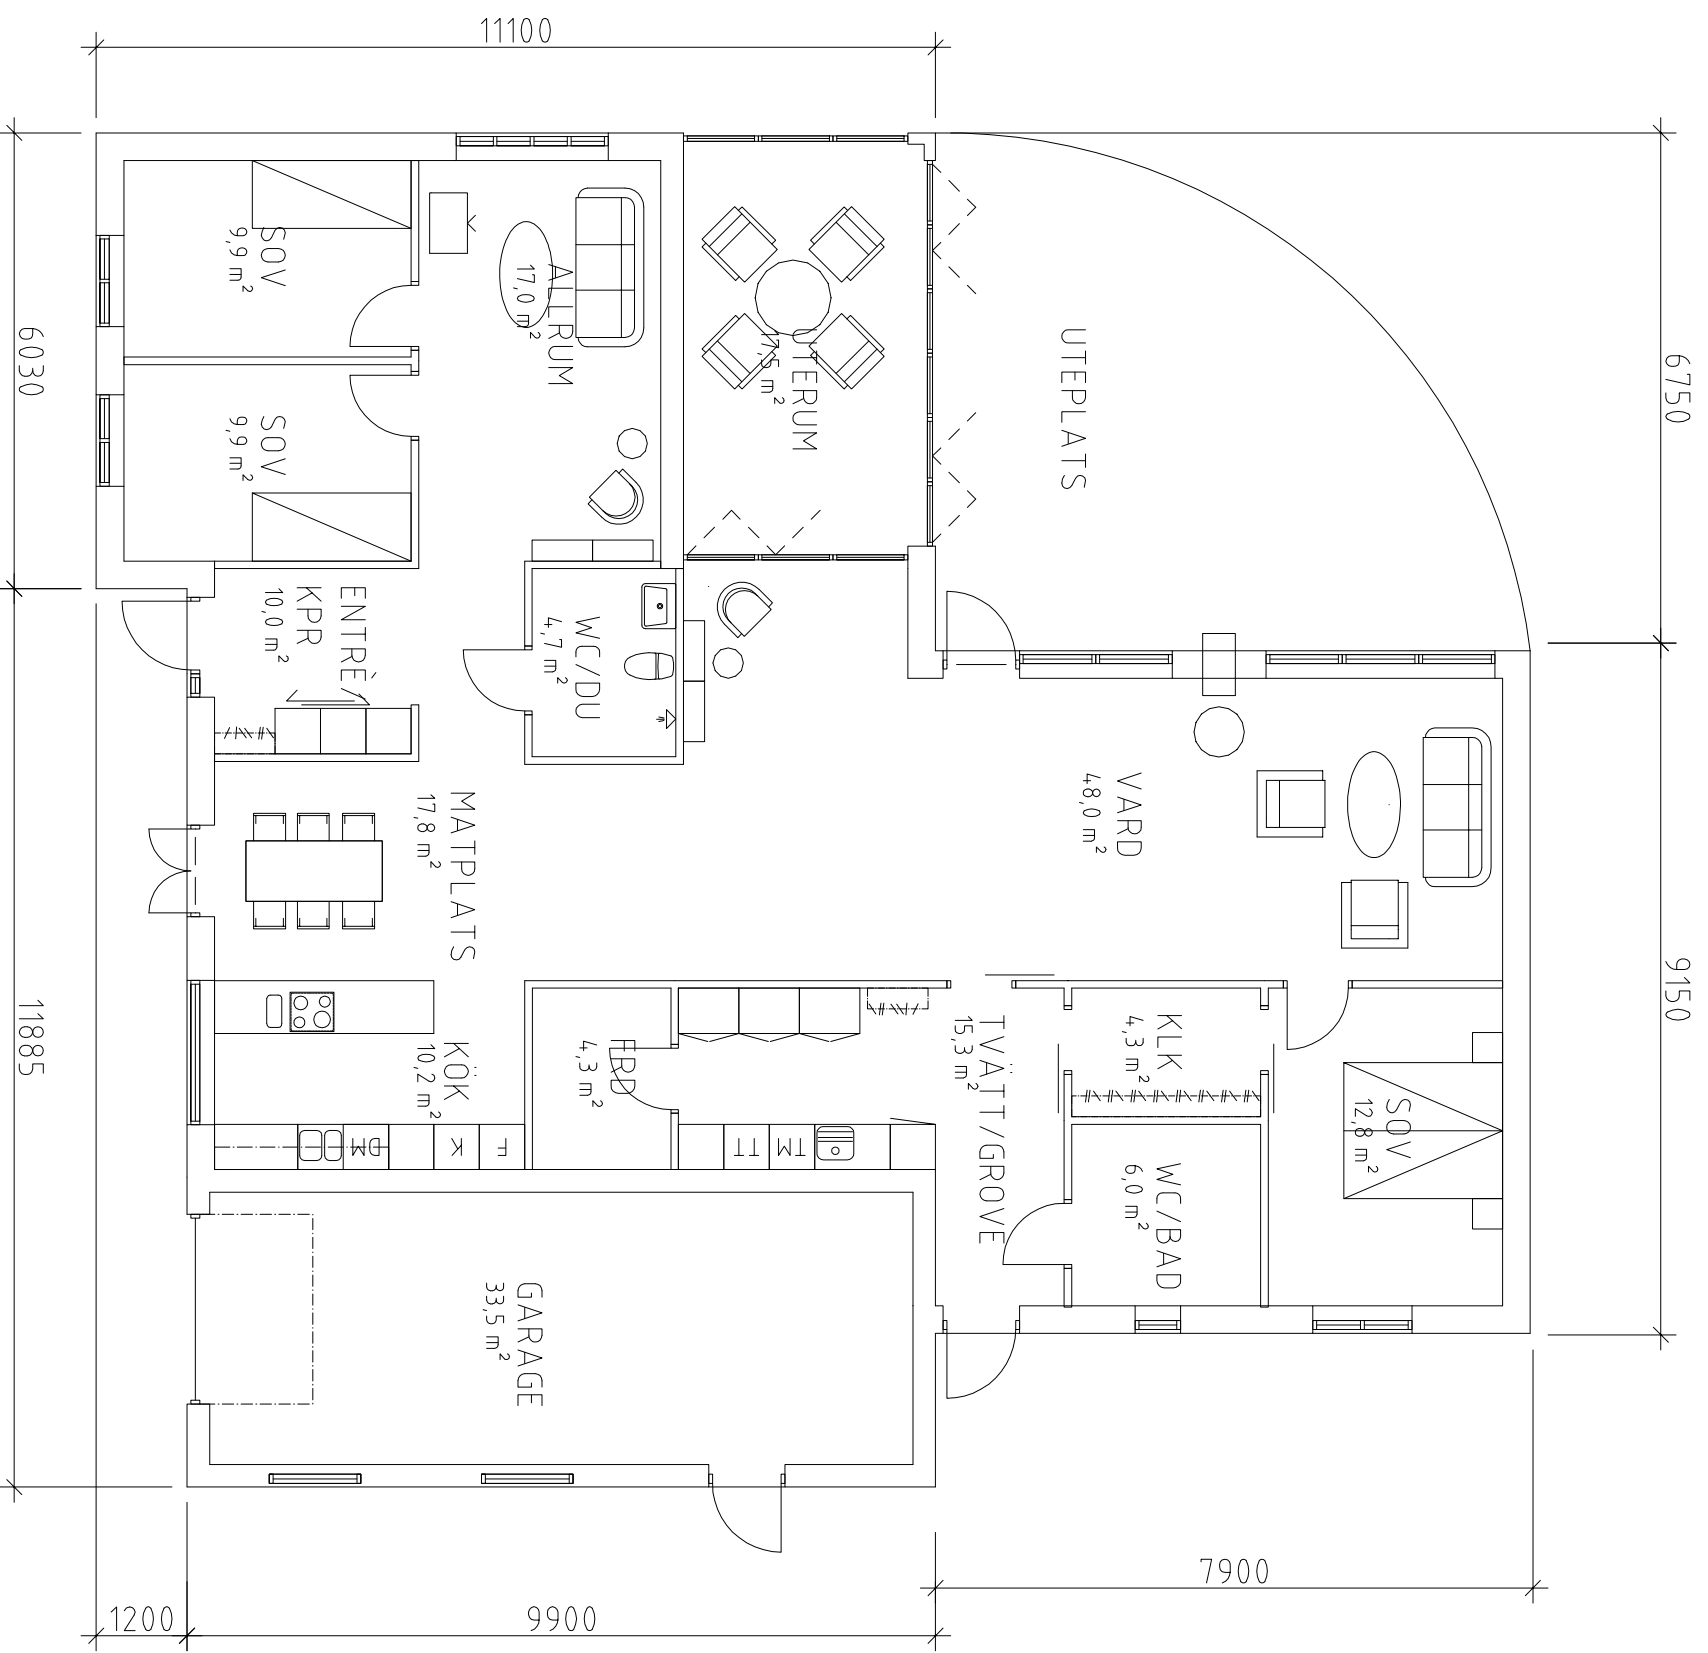 11100
6750
9150
6030
11885
7900
9900
1200
SOV
9,9 m²
SOV
9,9 m²
ALLRUM
17,0 m²
UTERUM
17,5 m²
UTEPLATS
ENTRÈ/
KPR
10,0 m²
WC/DU
4,7 m²
MATPLATS
17,8 m²
VARD
48,0 m²
KÖK
10,2 m²
FRD
4,3 m²
TVÄTT/GROVE
15,3 m²
KLK
4,3 m²
SOV
12,8 m²
WC/BAD
6,0 m²
GARAGE
33,5 m²
DM
K
F
TT
TM